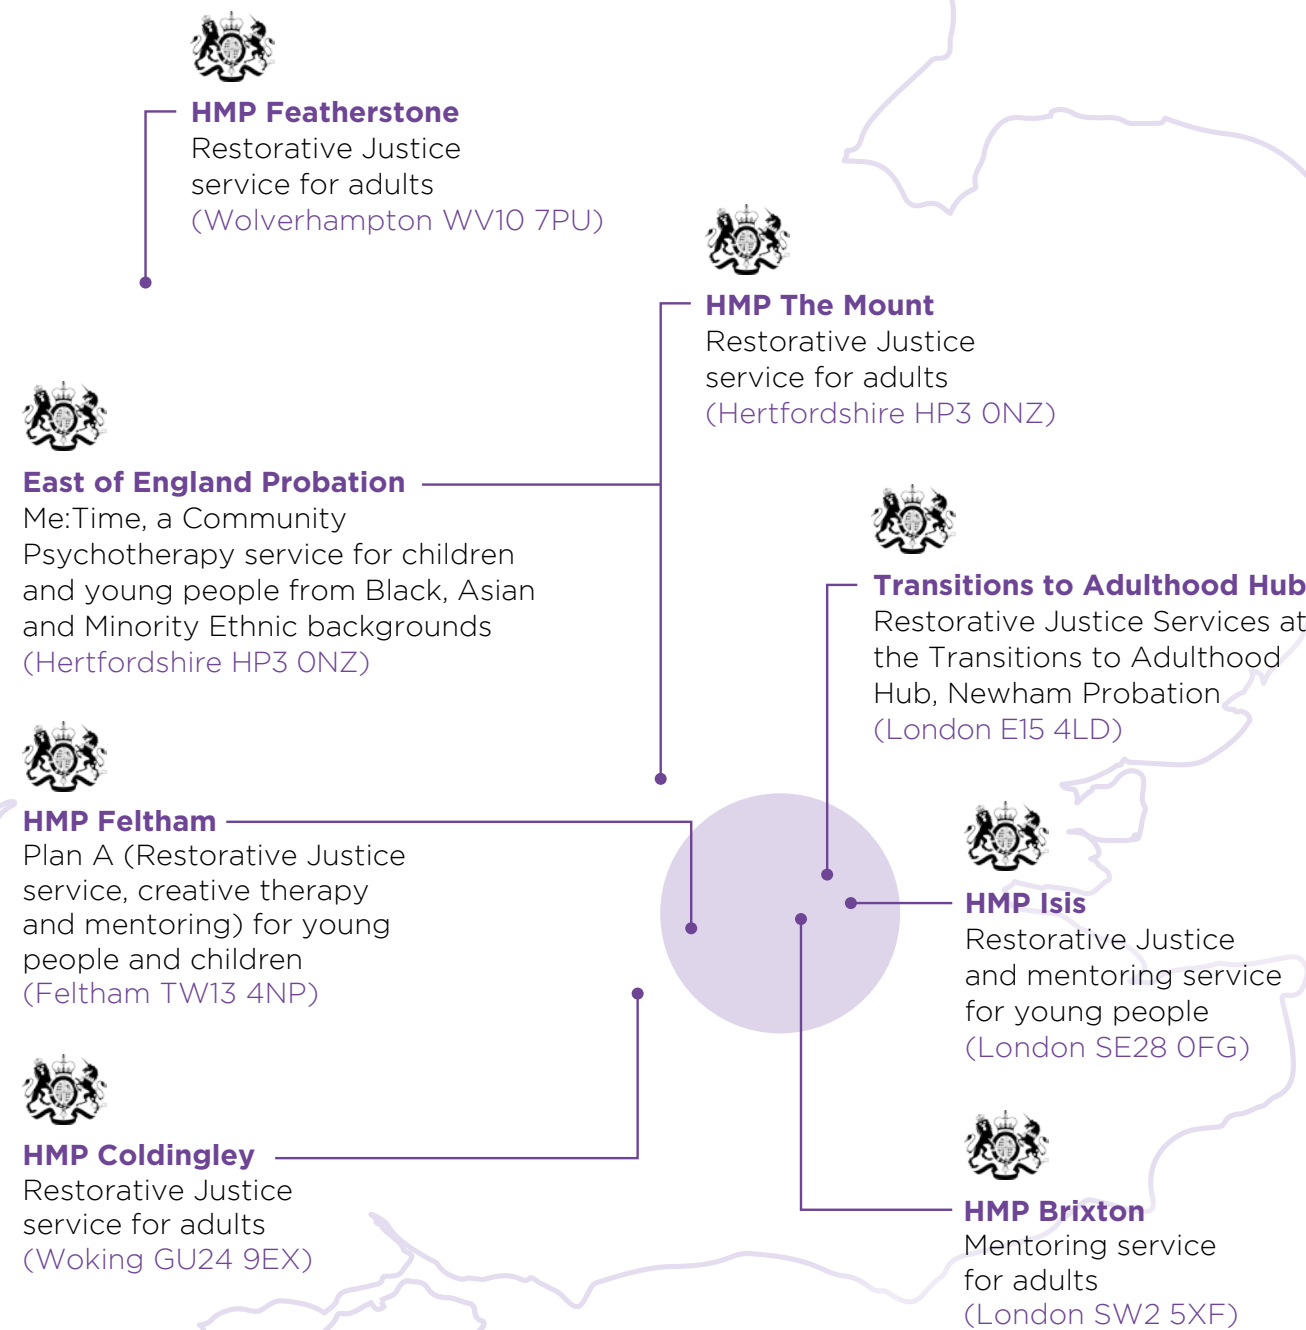 HMP Featherstone
Restorative Justice
service for adults
(Wolverhampton WV10 7PU)
HMP The Mount
Restorative Justice
service for adults
(Hertfordshire HP3 0NZ)
East of England Probation
Me:Time, a Community
Psychotherapy service for children
and young people from Black, Asian
and Minority Ethnic backgrounds
(Hertfordshire HP3 0NZ)
Transitions to Adulthood Hub
Restorative Justice Services at
the Transitions to Adulthood
Hub, Newham Probation
(London E15 4LD)
HMP Feltham
Plan A (Restorative Justice
service, creative therapy
and mentoring) for young
people and children
(Feltham TW13 4NP)
HMP Isis
Restorative Justice
and mentoring service
for young people
(London SE28 0FG)
HMP Coldingley
Restorative Justice
service for adults
(Woking GU24 9EX)
HMP Brixton
Mentoring service
for adults
(London SW2 5XF)